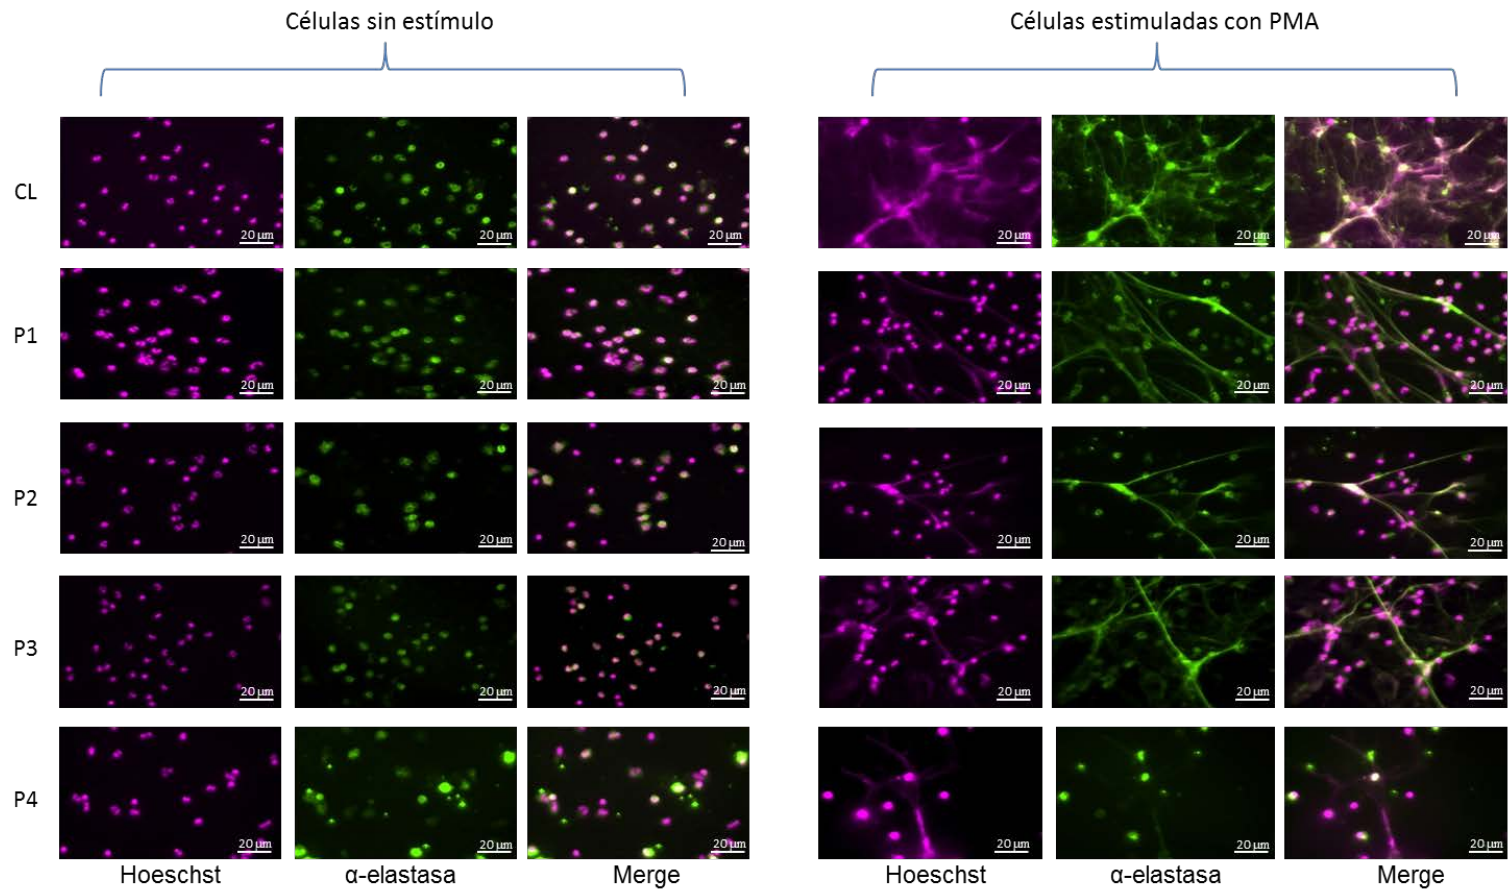 Células sin estímulo
Células estimuladas con PMA
CL
20 µm 20 µm 20 µm 20 µm 20 µm 20 µm
P1
20 µm 20 µm 20 µm 20 µm 20 µm 20 µm
P2
20 µm 20 µm 20 µm 20 µm 20 µm 20 µm
P3
20 µm 20 µm 20 µm 20 µm 20 µm 20 µm
P4
20 µm 20 µm 20 µm 20 µm 20 µm 20 µm
Hoeschst α-elastasa Merge Hoeschst α-elastasa Merge